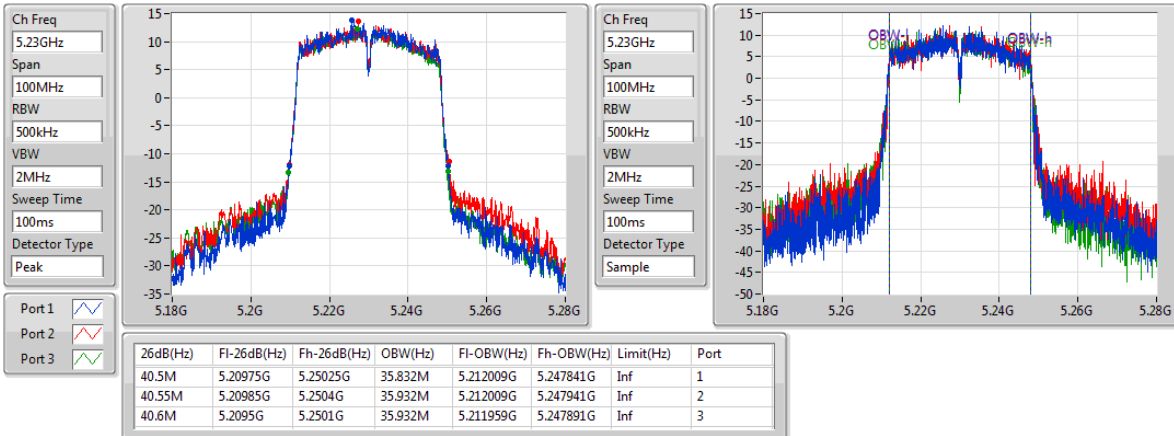 Ch Freq
5.23GHz
Span
100MHz
RBW
500kHz
VBW
2MHz
Sweep Time
100ms
Detector Type
Peak
15
10
5
0
-5
-10
-15
-20
-25
-30
-35
5.18G 5.2G 5.22G 5.24G 5.26G 5.28G
Ch Freq
5.23GHz
Span
100MHz
RBW
500kHz
VBW
2MHz
Sweep Time
100ms
Detector Type
Sample
15
10
5
0
-5
-10
-15
-20
-25
-30
-35
-40
-45
-50
OBW-l OBW-h
5.18G 5.2G 5.22G 5.24G 5.26G 5.28G
Port 1
Port 2
Port 3
26dB(Hz) Fl-26dB(Hz) Fh-26dB(Hz) OBW(Hz) Fl-OBW(Hz) Fh-OBW(Hz) Limit(Hz) Port
40.5M 5.20975G 5.25025G 35.832M 5.212009G 5.247841G Inf 1
40.55M 5.20985G 5.2504G 35.932M 5.212009G 5.247941G Inf 2
40.6M 5.2095G 5.2501G 35.932M 5.211959G 5.247891G Inf 3